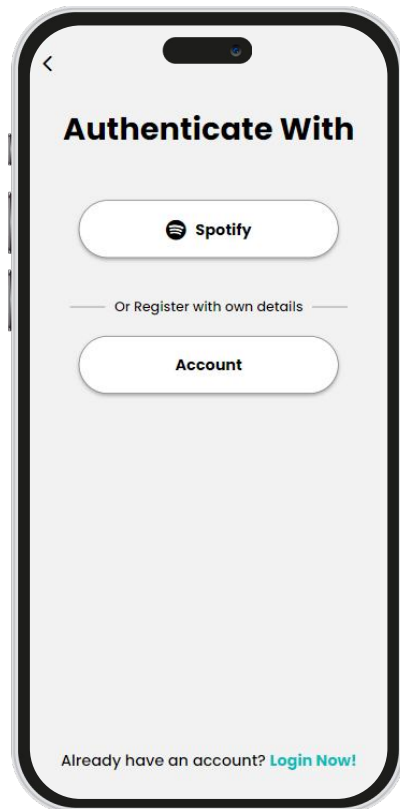 Authenticate With
Spotify
Or Register with own details
Account
Already have an account? Login Now!